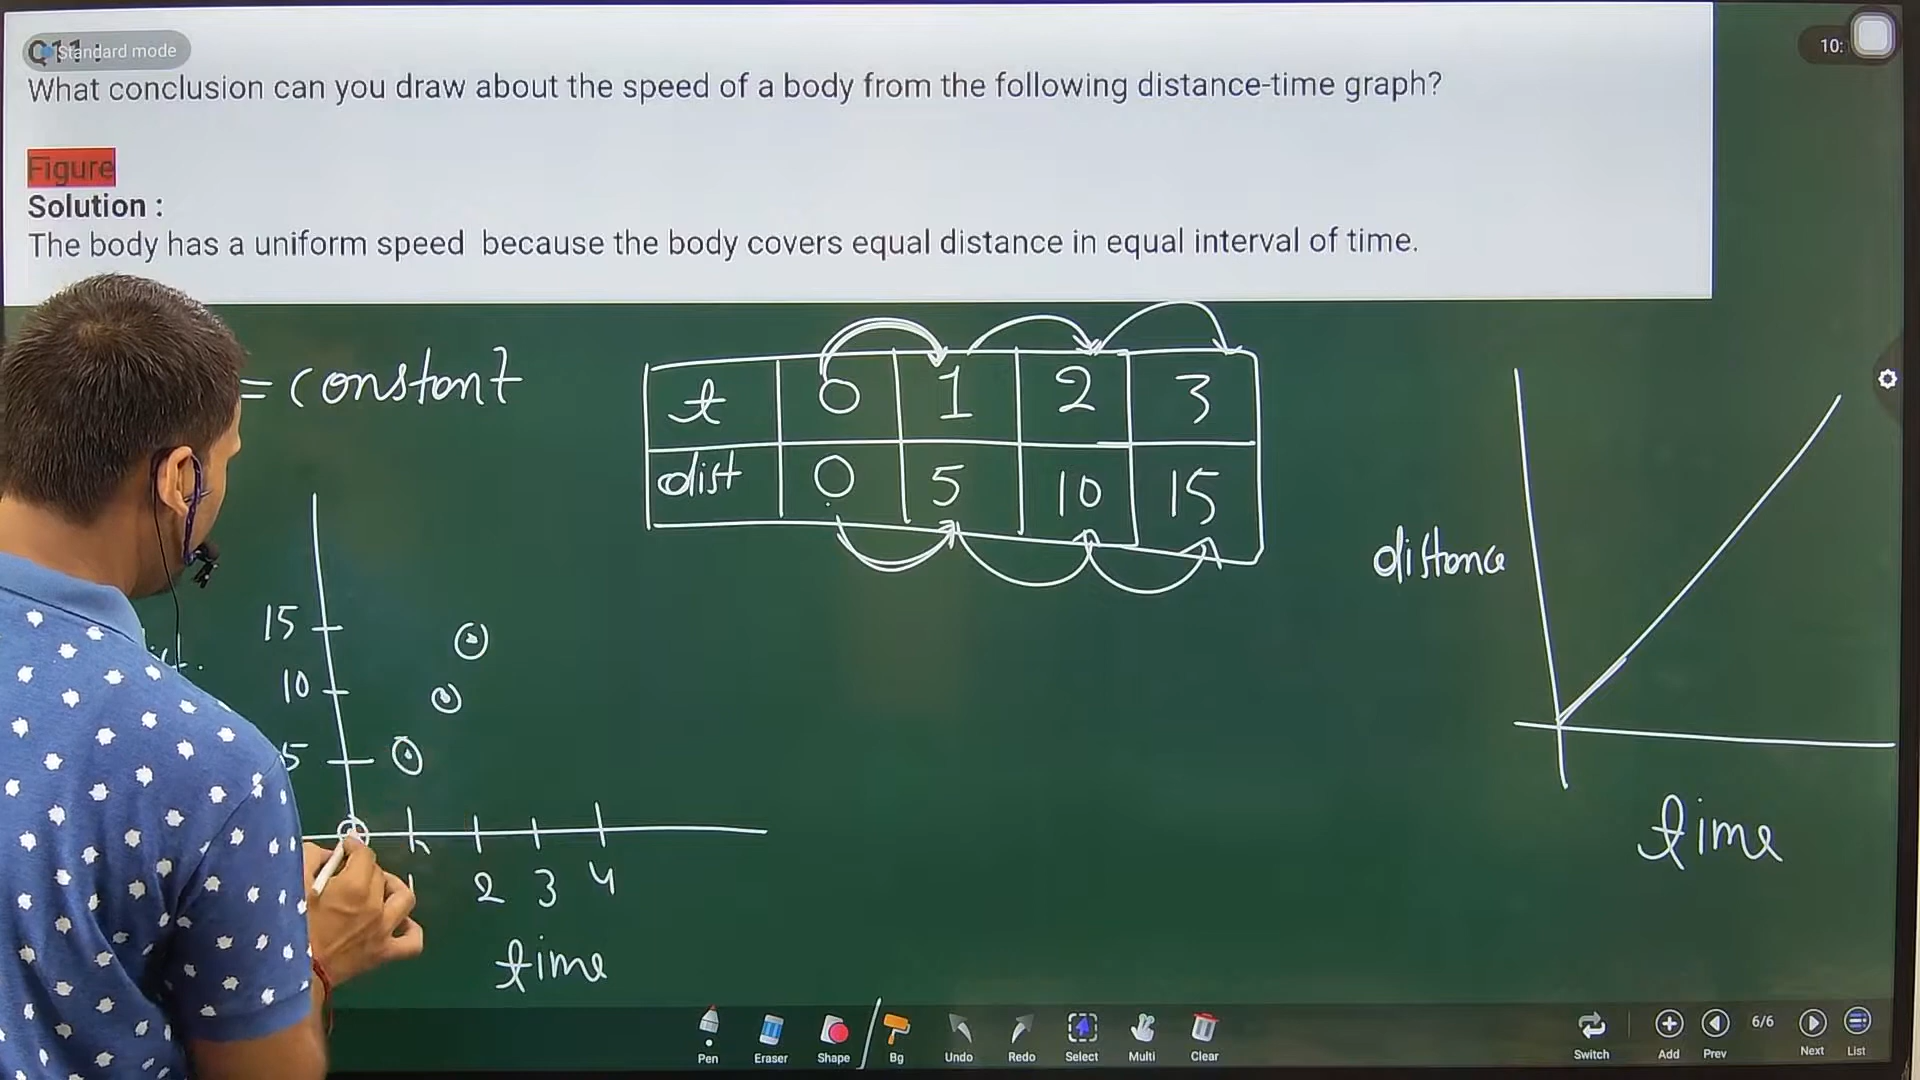 Q11 :
Standard mode
10:
What conclusion can you draw about the speed of a body from the following distance-time graph?
Figure
Solution :
The body has a uniform speed because the body covers equal distance in equal interval of time.
= constant
t 0 1 2 3
dist 0 5 10 15
15
10
5
2 3 4
time
distance
time
Pen Eraser Shape Bg Undo Redo Select Multi Clear
Switch Add Prev 6/6 Next List